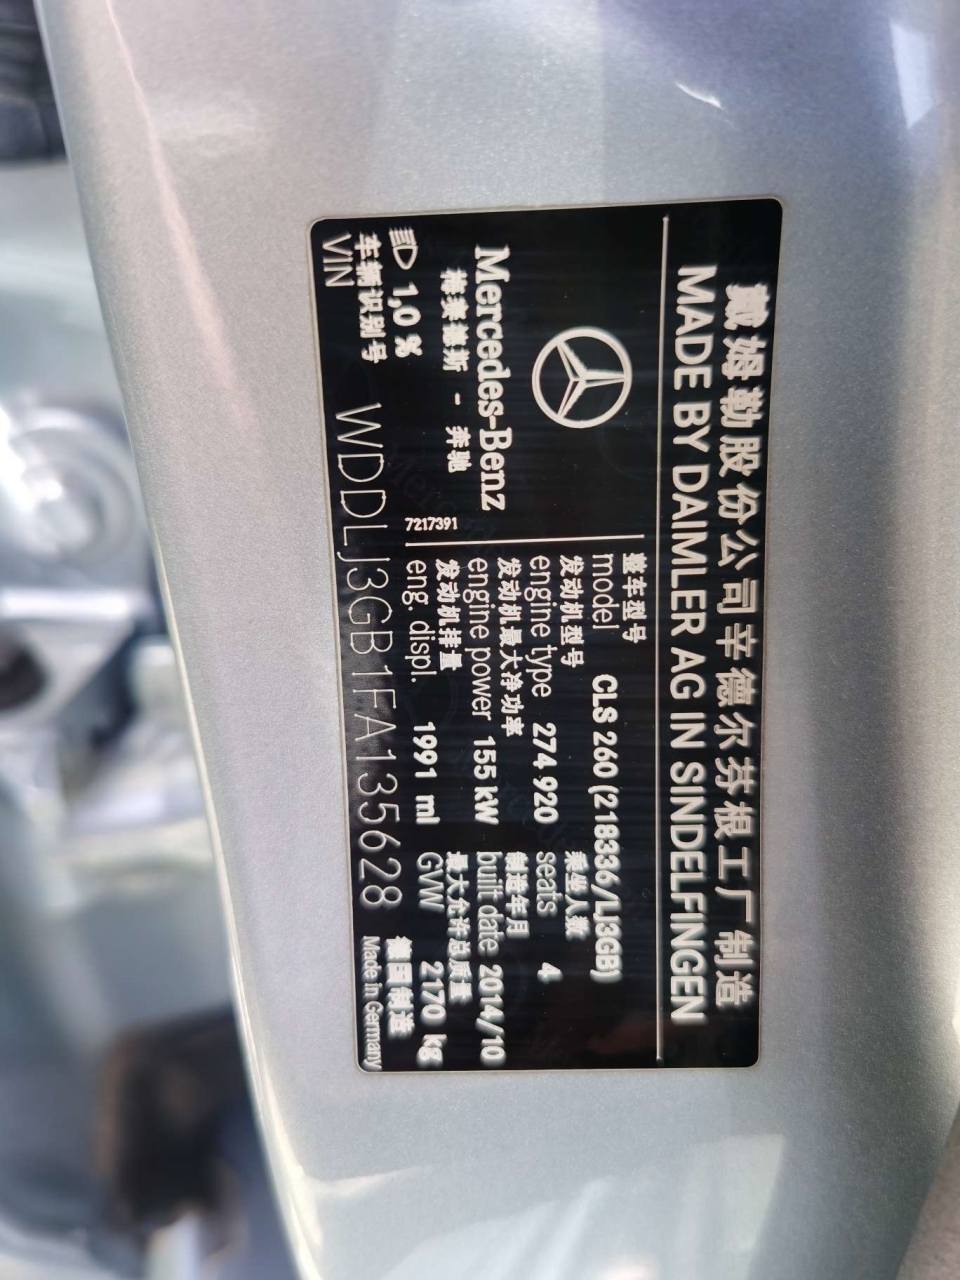 戴姆勒股份公司辛德尔芬根工厂制造
MADE BY DAIMLER AG IN SINDELFINGEN
Mercedes-Benz
梅赛德斯 - 奔驰
整车型号
model CLS 260 (218336/LJ3GB)
发动机型号 乘坐人数
engine type 274 920 seats 4
发动机最大净功率 制造年月
engine power 155 kW built date 2014/10
发动机排量 最大允许总质量
eng. displ. 1991 ml GVW 2170 kg
7217391
1,0 %
车辆识别号 德国制造
VIN WDDLJ3GB1FA135628 Made in Germany